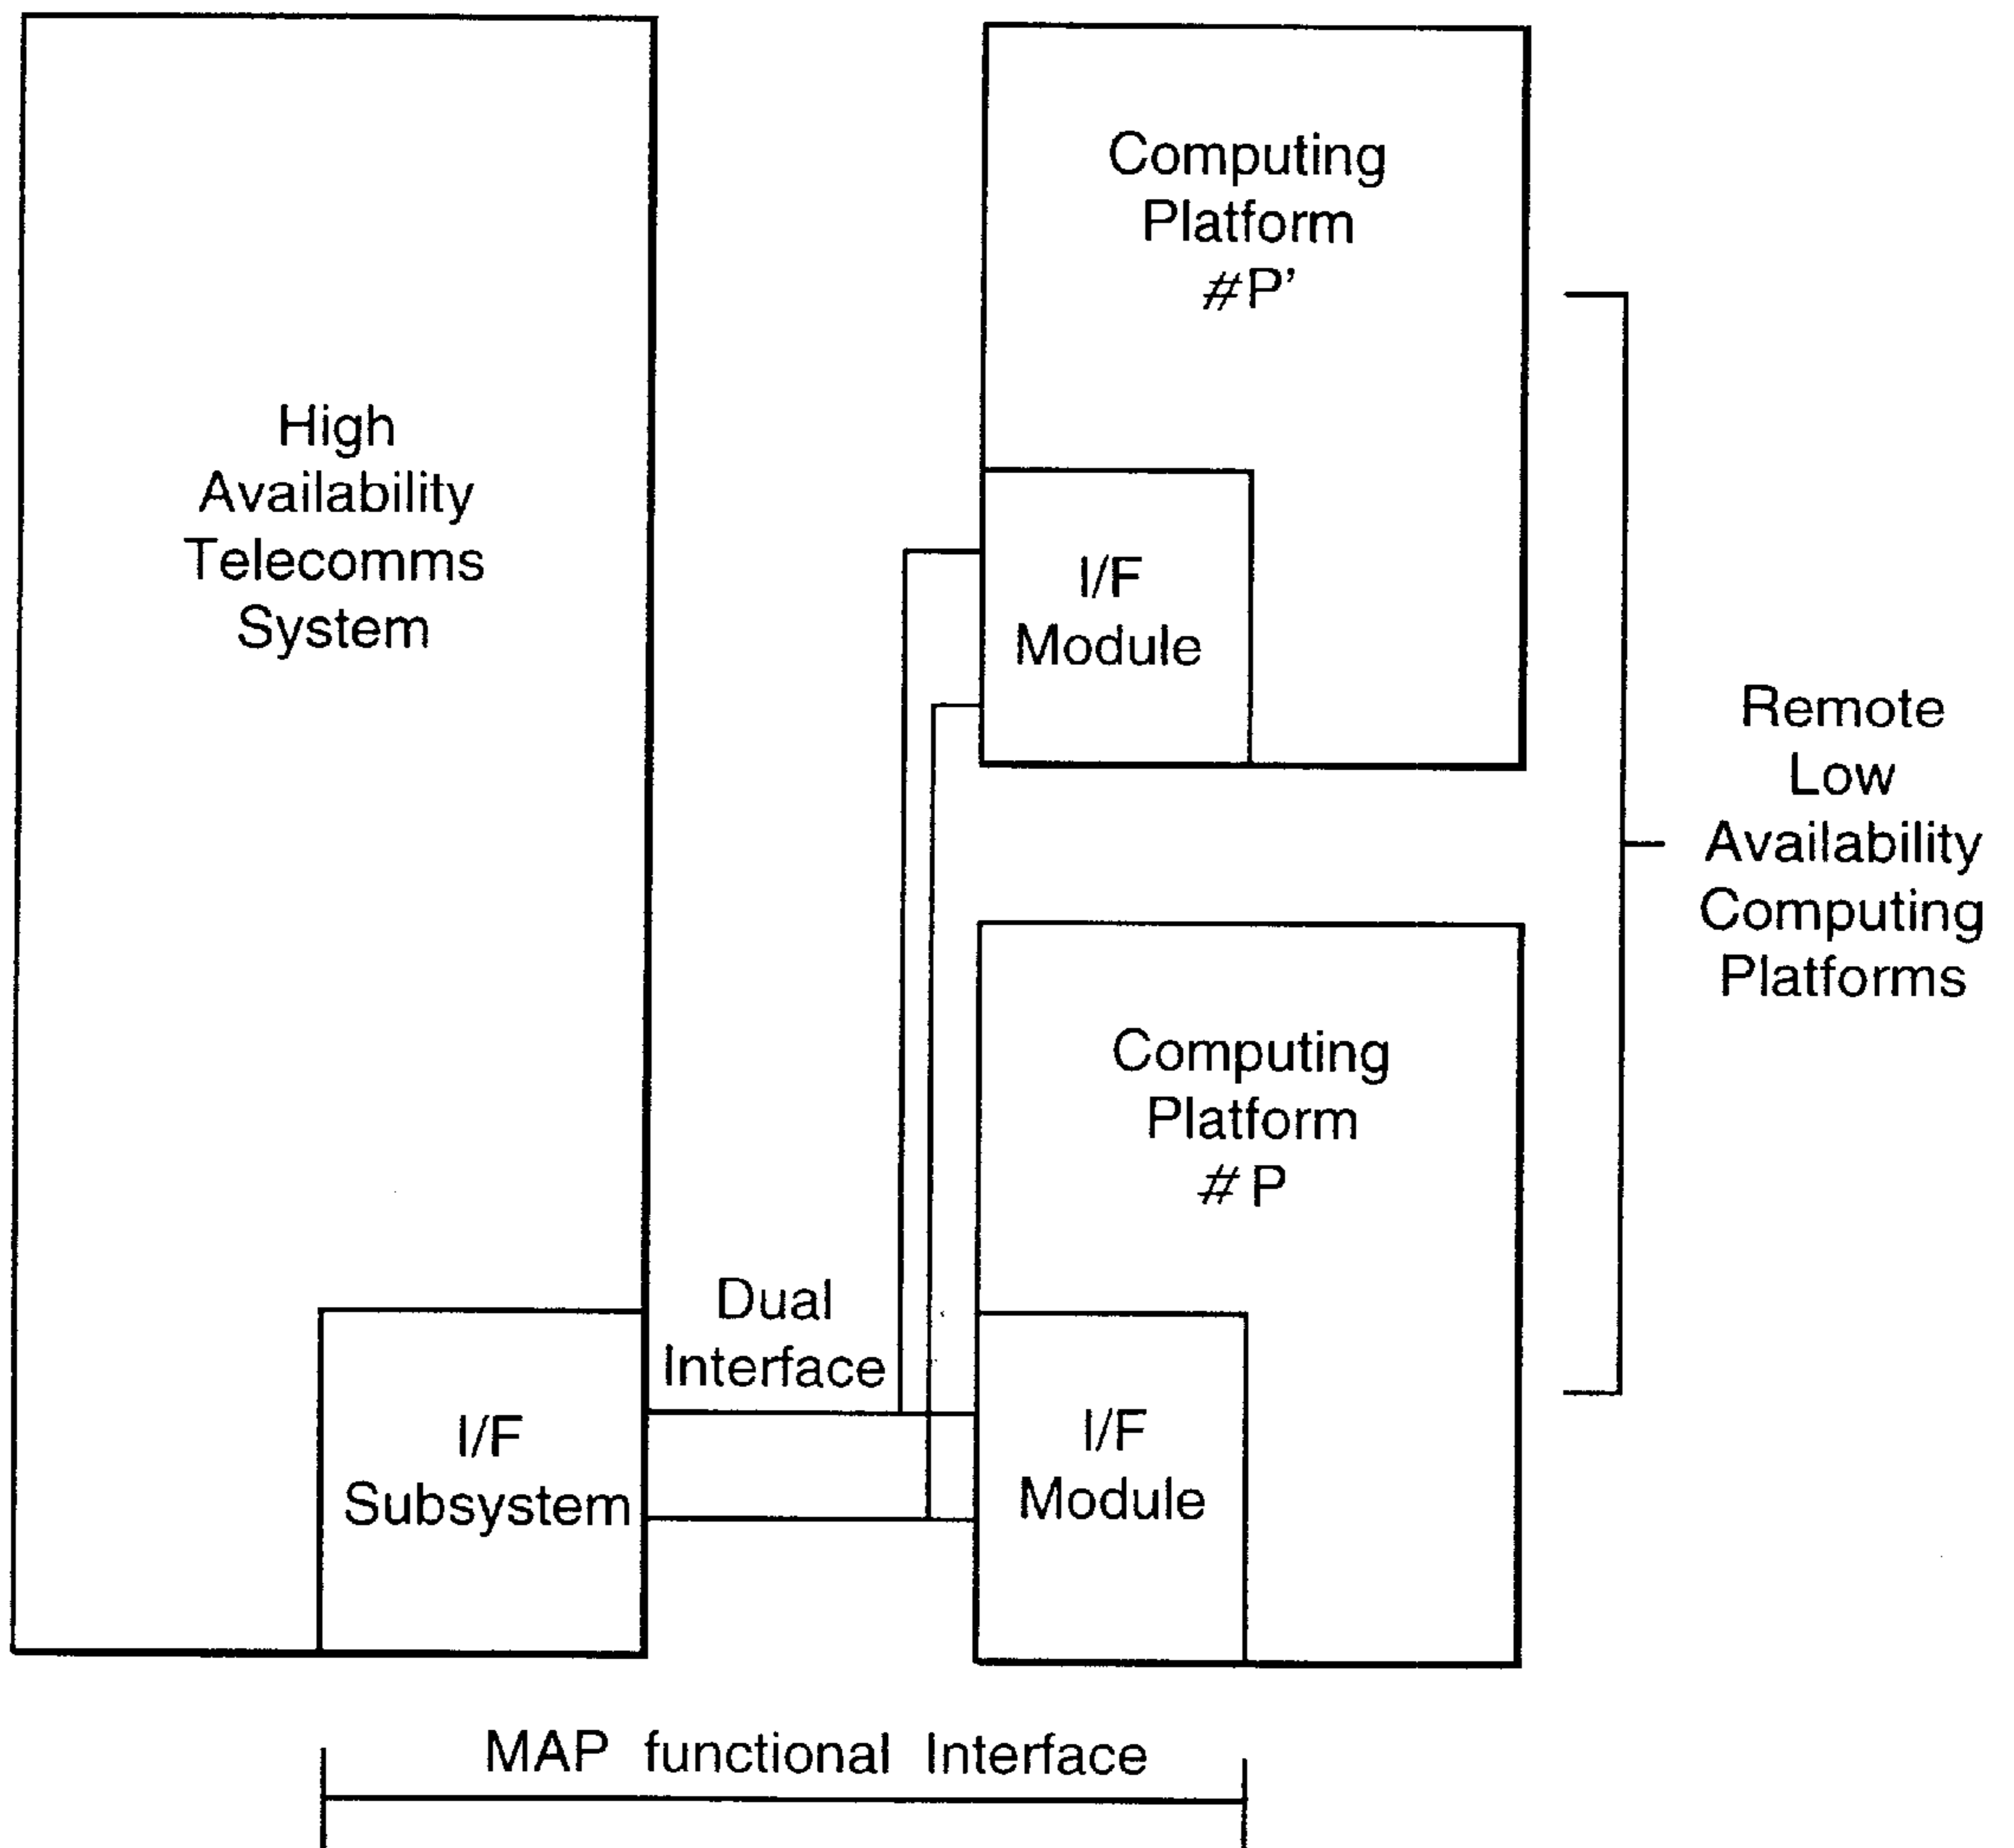 High
Availability
Telecomms
System
Computing
Platform
#P'
I/F
Module
Remote
Low
Availability
Computing
Platforms
Computing
Platform
#P
Dual
Interface
I/F
Subsystem
I/F
Module
MAP functional Interface